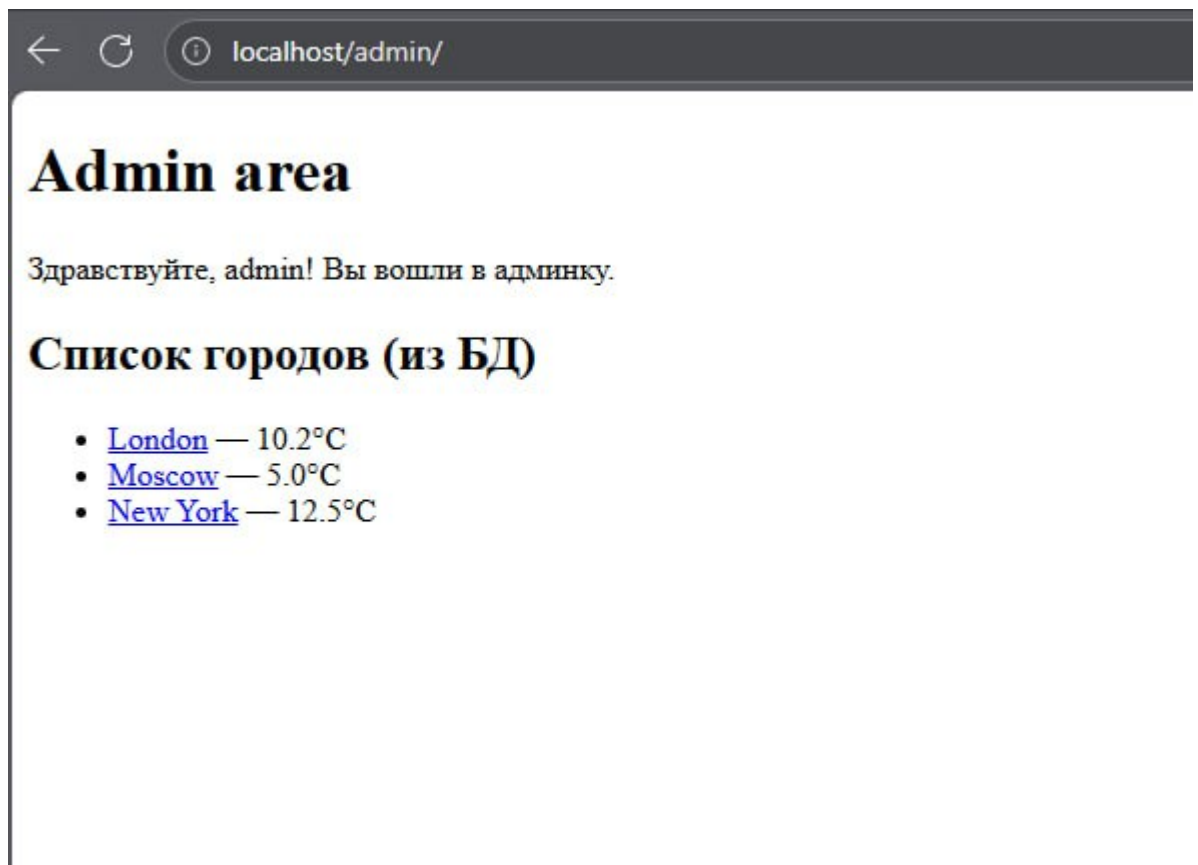 localhost/admin/
Admin area
Здравствуйте, admin! Вы вошли в админку.
Список городов (из БД)
London — 10.2°C
Moscow — 5.0°C
New York — 12.5°C